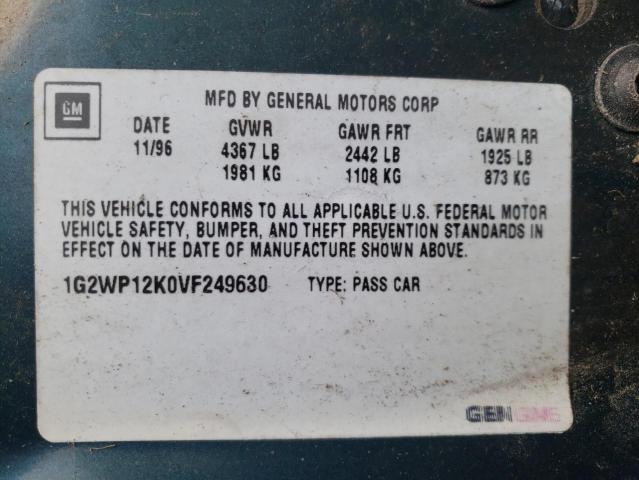 GM
MFD BY GENERAL MOTORS CORP
DATE GVWR GAWR FRT GAWR RR
11/96 4367 LB 2442 LB 1925 LB
1981 KG 1108 KG 873 KG
THIS VEHICLE CONFORMS TO ALL APPLICABLE U.S. FEDERAL MOTOR
VEHICLE SAFETY, BUMPER, AND THEFT PREVENTION STANDARDS IN
EFFECT ON THE DATE OF MANUFACTURE SHOWN ABOVE.
1G2WP12K0VF249630 TYPE: PASS CAR